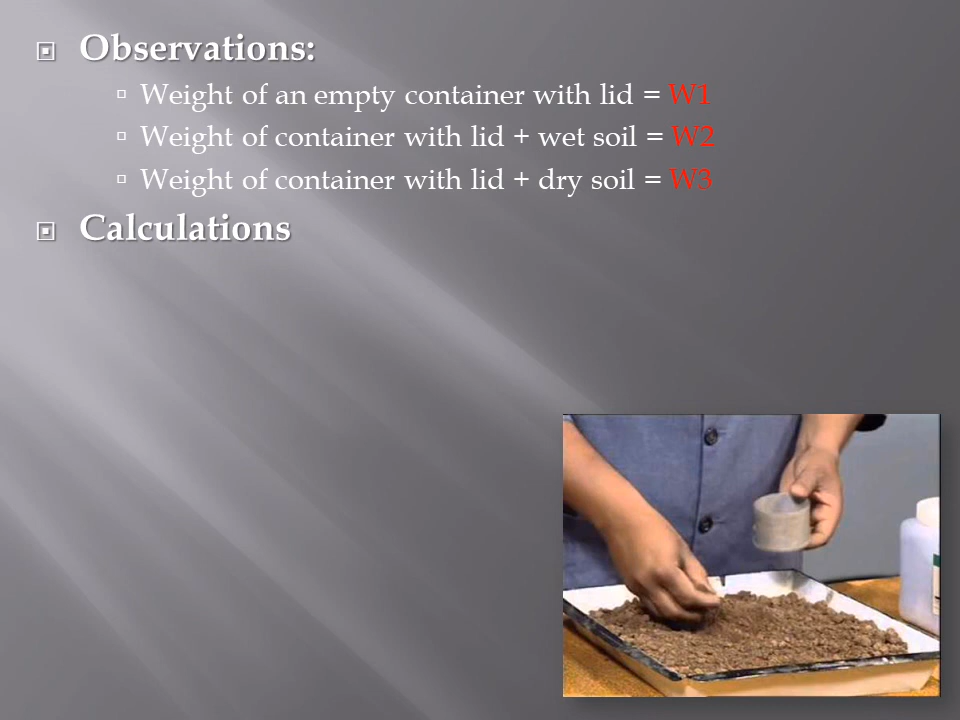 Observations:
Weight of an empty container with lid = W1
Weight of container with lid + wet soil = W2
Weight of container with lid + dry soil = W3
Calculations